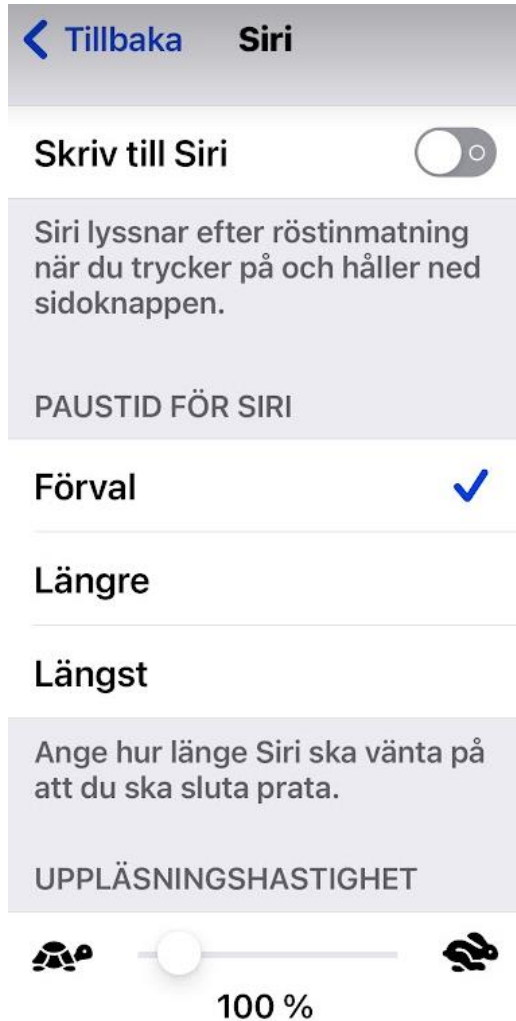 Tillbaka Siri
Skriv till Siri
Siri lyssnar efter röstinmatning
när du trycker på och håller ned
sidoknappen.
PAUSTID FÖR SIRI
Förval
Längre
Längst
Ange hur länge Siri ska vänta på
att du ska sluta prata.
UPPLÄSNINGSHASTIGHET
100 %